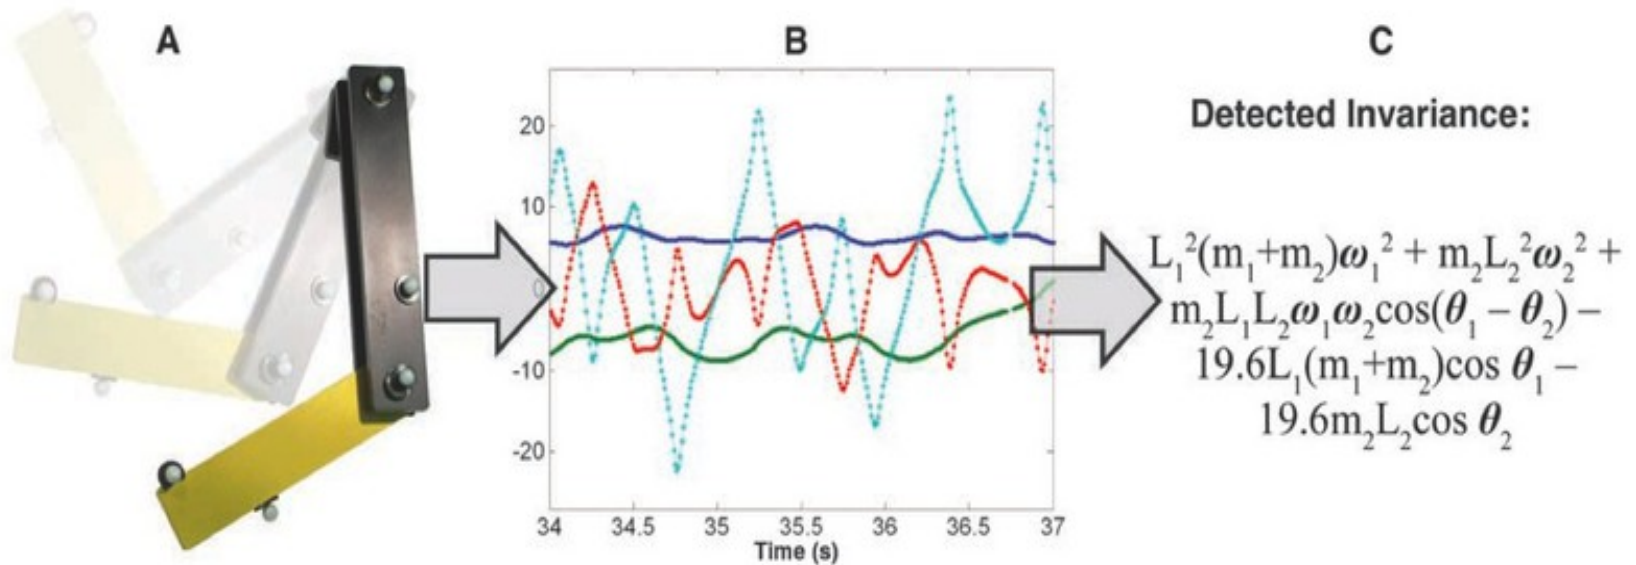 A
B
C
20
10
0
-10
-20
34
34.5
35
35.5
36
36.5
37
Time (s)
Detected Invariance:
L₁²(m₁+m₂)ω₁² + m₂L₂²ω₂² +
m₂L₁L₂ω₁ω₂cos(θ₁ – θ₂) –
19.6L₁(m₁+m₂)cos θ₁ –
19.6m₂L₂cos θ₂